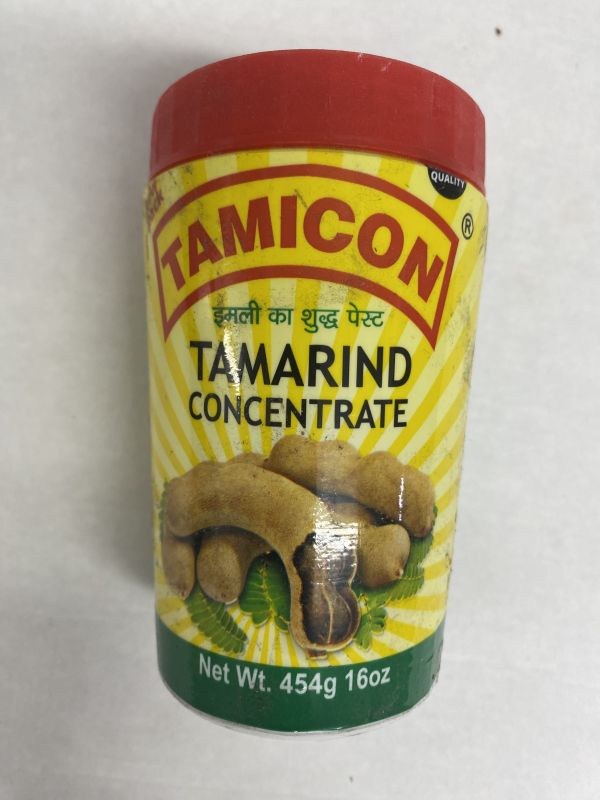 QUALITY
TAMICON®
इमली का शुद्ध पेस्ट
TAMARIND
CONCENTRATE
Net Wt. 454g 16oz